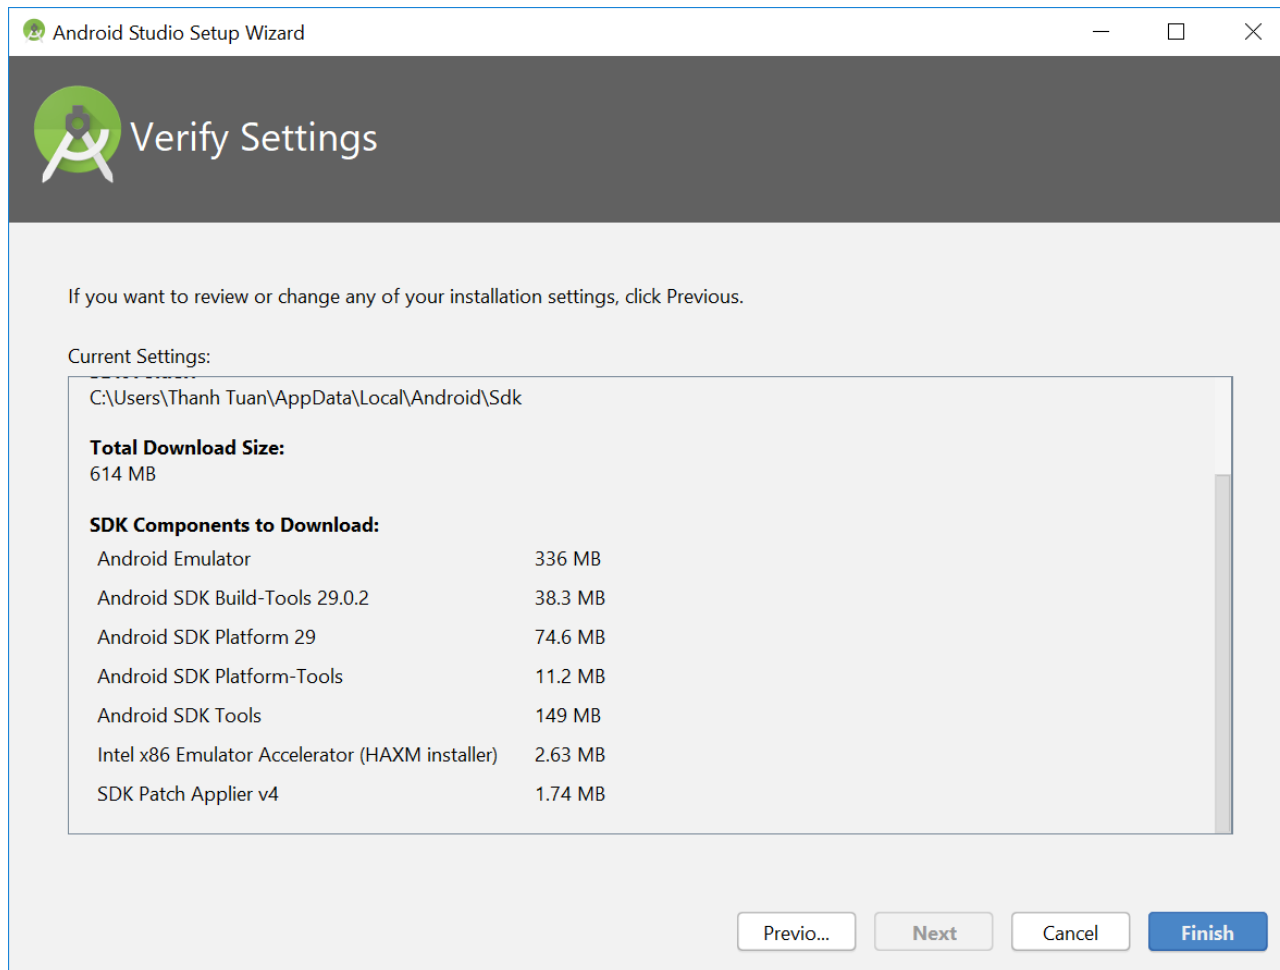 Android Studio Setup Wizard
Verify Settings
If you want to review or change any of your installation settings, click Previous.
Current Settings:
C:\Users\Thanh Tuan\AppData\Local\Android\Sdk
Total Download Size:
614 MB
SDK Components to Download:
Android Emulator 336 MB
Android SDK Build-Tools 29.0.2 38.3 MB
Android SDK Platform 29 74.6 MB
Android SDK Platform-Tools 11.2 MB
Android SDK Tools 149 MB
Intel x86 Emulator Accelerator (HAXM installer) 2.63 MB
SDK Patch Applier v4 1.74 MB
Previo... Next Cancel Finish